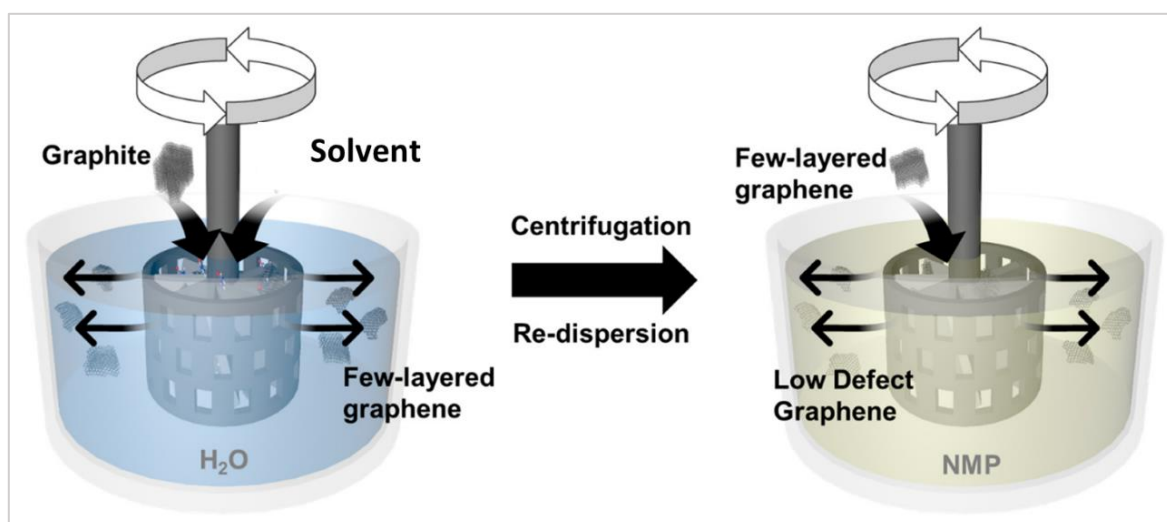 Graphite
Solvent
Few-layered
graphene
H₂O
Centrifugation
Re-dispersion
Few-layered
graphene
Low Defect
Graphene
NMP